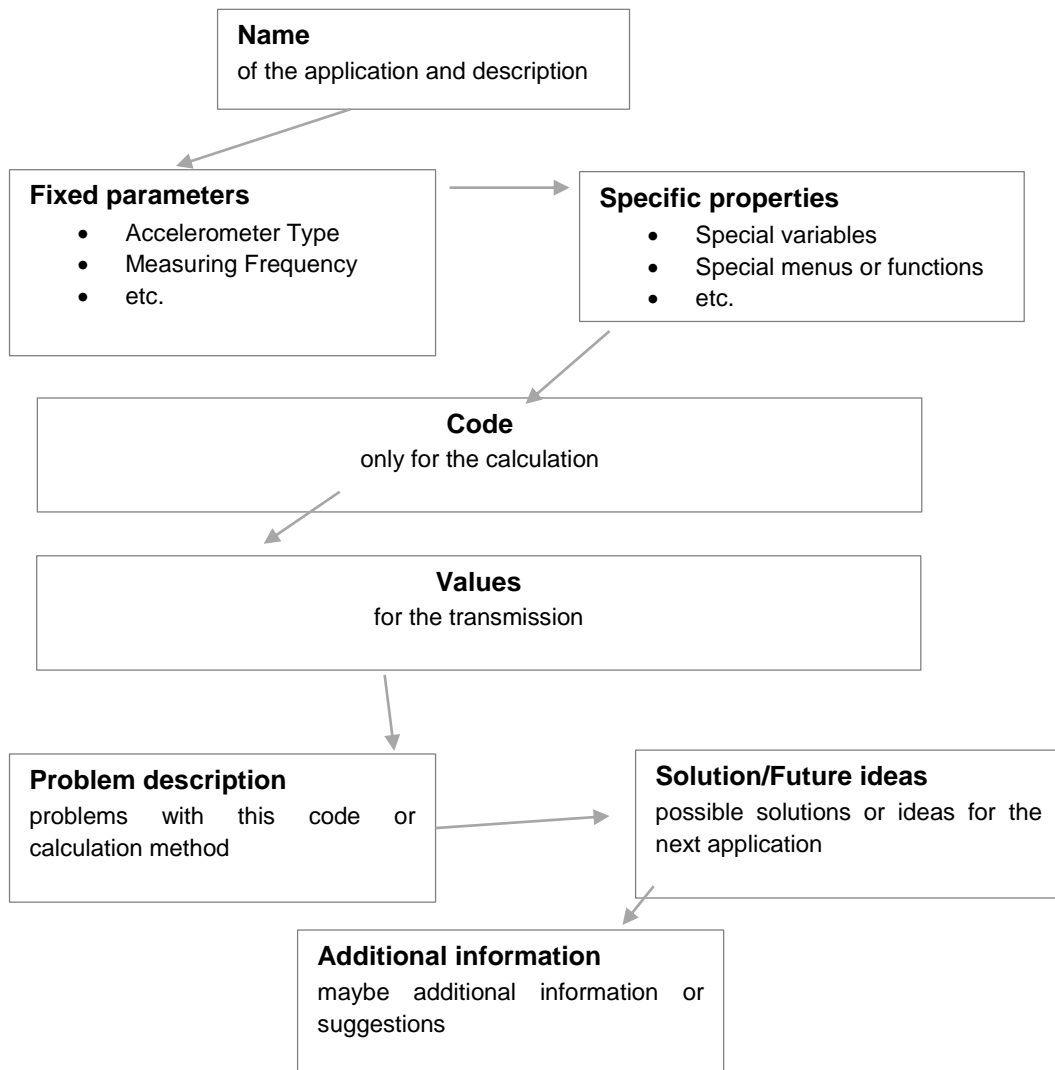 Name
of the application and description
Fixed parameters
• Accelerometer Type
• Measuring Frequency
• etc.
Specific properties
• Special variables
• Special menus or functions
• etc.
Code
only for the calculation
Values
for the transmission
Problem description
problems with this code or
calculation method
Solution/Future ideas
possible solutions or ideas for the
next application
Additional information
maybe additional information or
suggestions